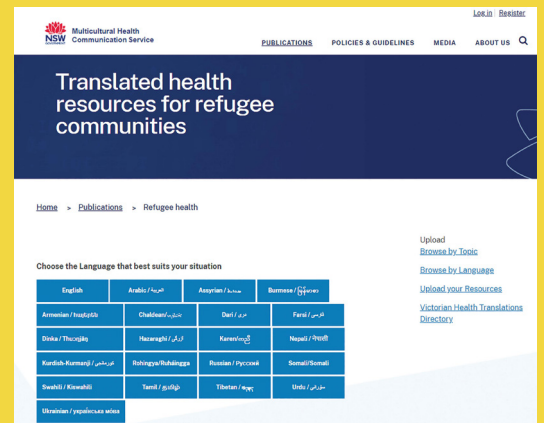 Log in Register
Multicultural Health
Communication Service
NSW
GOVERNMENT
PUBLICATIONS POLICIES & GUIDELINES MEDIA ABOUT US
Translated health
resources for refugee
communities
Home > Publications > Refugee health
Upload
Browse by Topic
Browse by Language
Upload your Resources
Victorian Health Translations
Directory
Choose the Language that best suits your situation
English Arabic / العربية Assyrian / Burmese /
Armenian / հայերեն Chaldean / Dari / دری Farsi / فارسی
Dinka / Thuɔŋjäŋ Hazaraghi / Karen/ Nepali / नेपाली
Kurdish-Kurmanji / Rohingya/Ruháingga Russian / Русский Somali/Somali
Swahili / Kiswahili Tamil / தமிழ் Tibetan / Urdu /
Ukrainian / українська мова